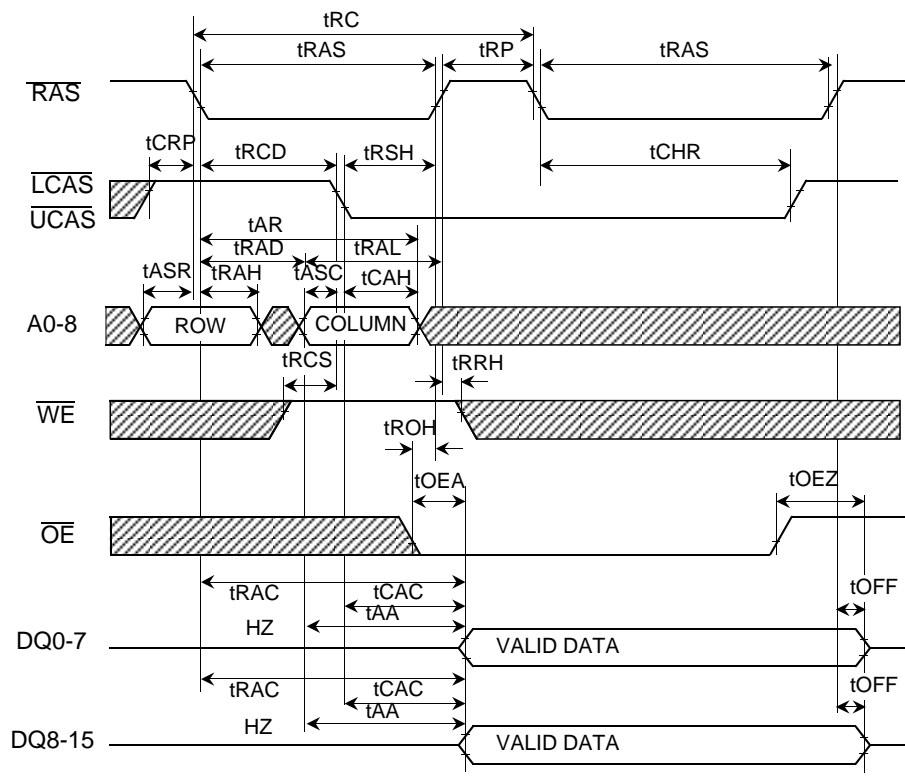 tRC
tRAS tRP tRAS
RAS
tCRP tRCD tRSH tCHR
LCAS
UCAS
tAR
tRAD tRAL
tASR tRAH tASC tCAH
A0-8 ROW COLUMN
tRCS tRRH
WE
tROH
tOEA tOEZ
OE
tRAC tCAC tOFF
HZ tAA
DQ0-7 VALID DATA
tRAC tCAC tOFF
HZ tAA
DQ8-15 VALID DATA